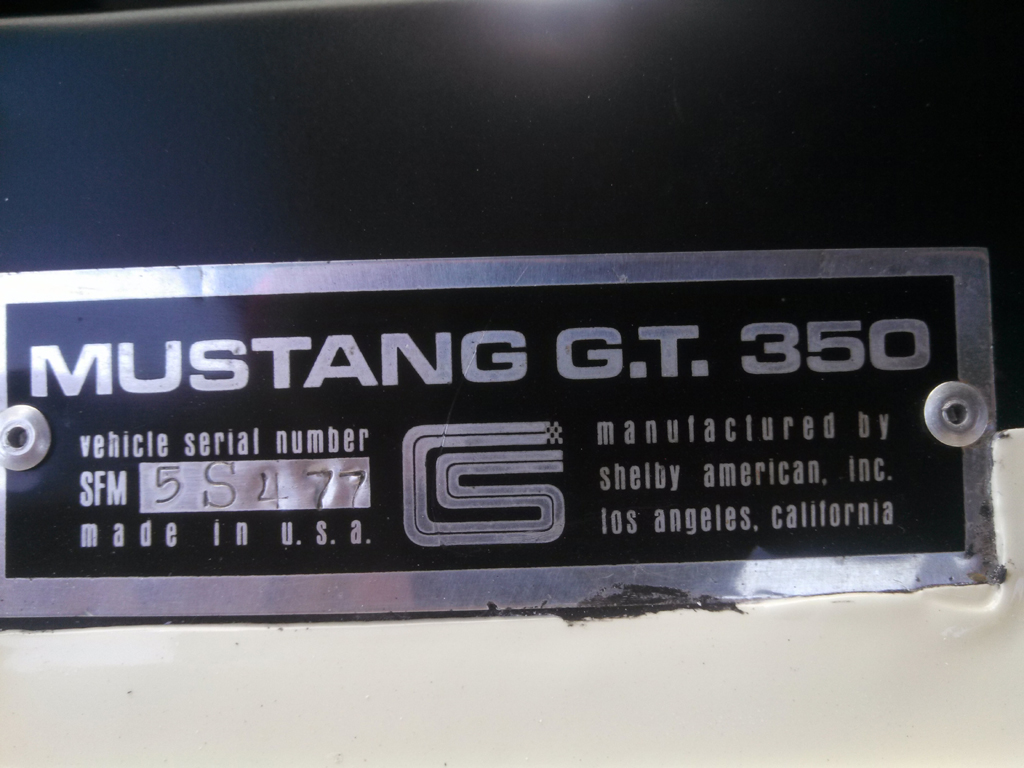 MUSTANG G.T. 350
vehicle serial number
SFM 5S477
made in u.s.a.
manufactured by
shelby american, inc.
los angeles, california